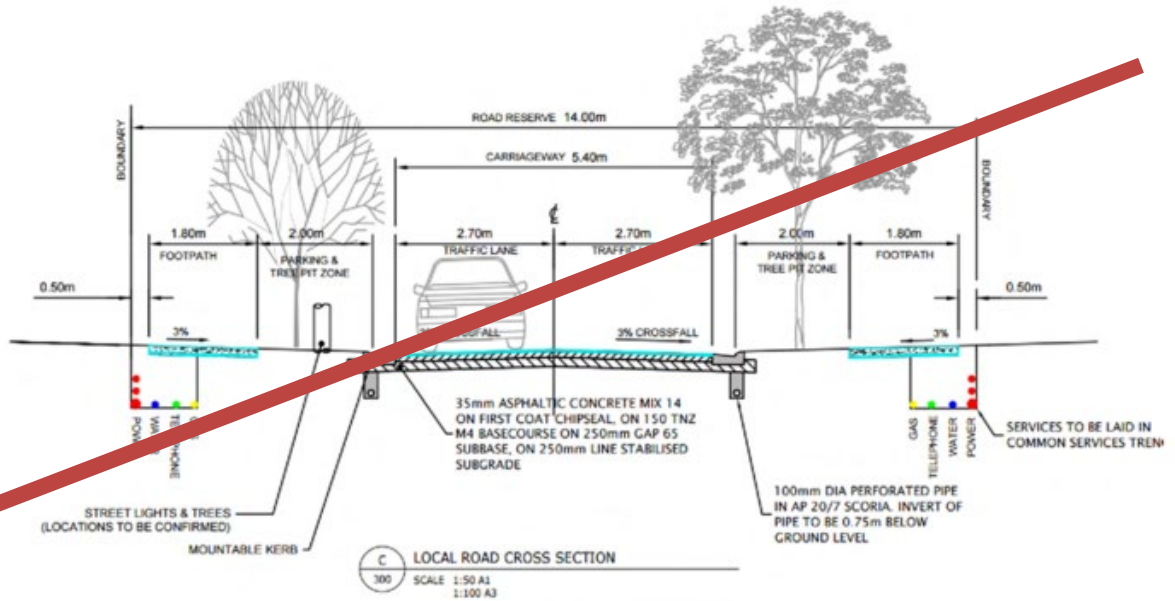 ROAD RESERVE 14.00m
BOUNDARY
BOUNDARY
CARRIAGEWAY 5.40m
1.80m
FOOTPATH
2.00m
PARKING &
TREE PIT ZONE
2.70m
TRAFFIC LANE
2.70m
2.00m
PARKING &
TREE PIT ZONE
1.80m
FOOTPATH
0.50m
0.50m
3%
3% CROSSFALL
3%
35mm ASPHALTIC CONCRETE MIX 14
ON FIRST COAT CHIPSEAL, ON 150 TNZ
M4 BASECOURSE ON 250mm GAP 65
SUBBASE, ON 250mm LINE STABILISED
SUBGRADE
GAS
TELEPHONE
WATER
POWER
SERVICES TO BE LAID IN
COMMON SERVICES
STREET LIGHTS & TREES
(LOCATIONS TO BE CONFIRMED)
MOUNTABLE KERB
100mm DIA PERFORATED PIPE
IN AP 20/7 SCORIA. INVERT OF
PIPE TO BE 0.75m BELOW
GROUND LEVEL
C
300
LOCAL ROAD CROSS SECTION
SCALE 1:50 A1
1:100 A3